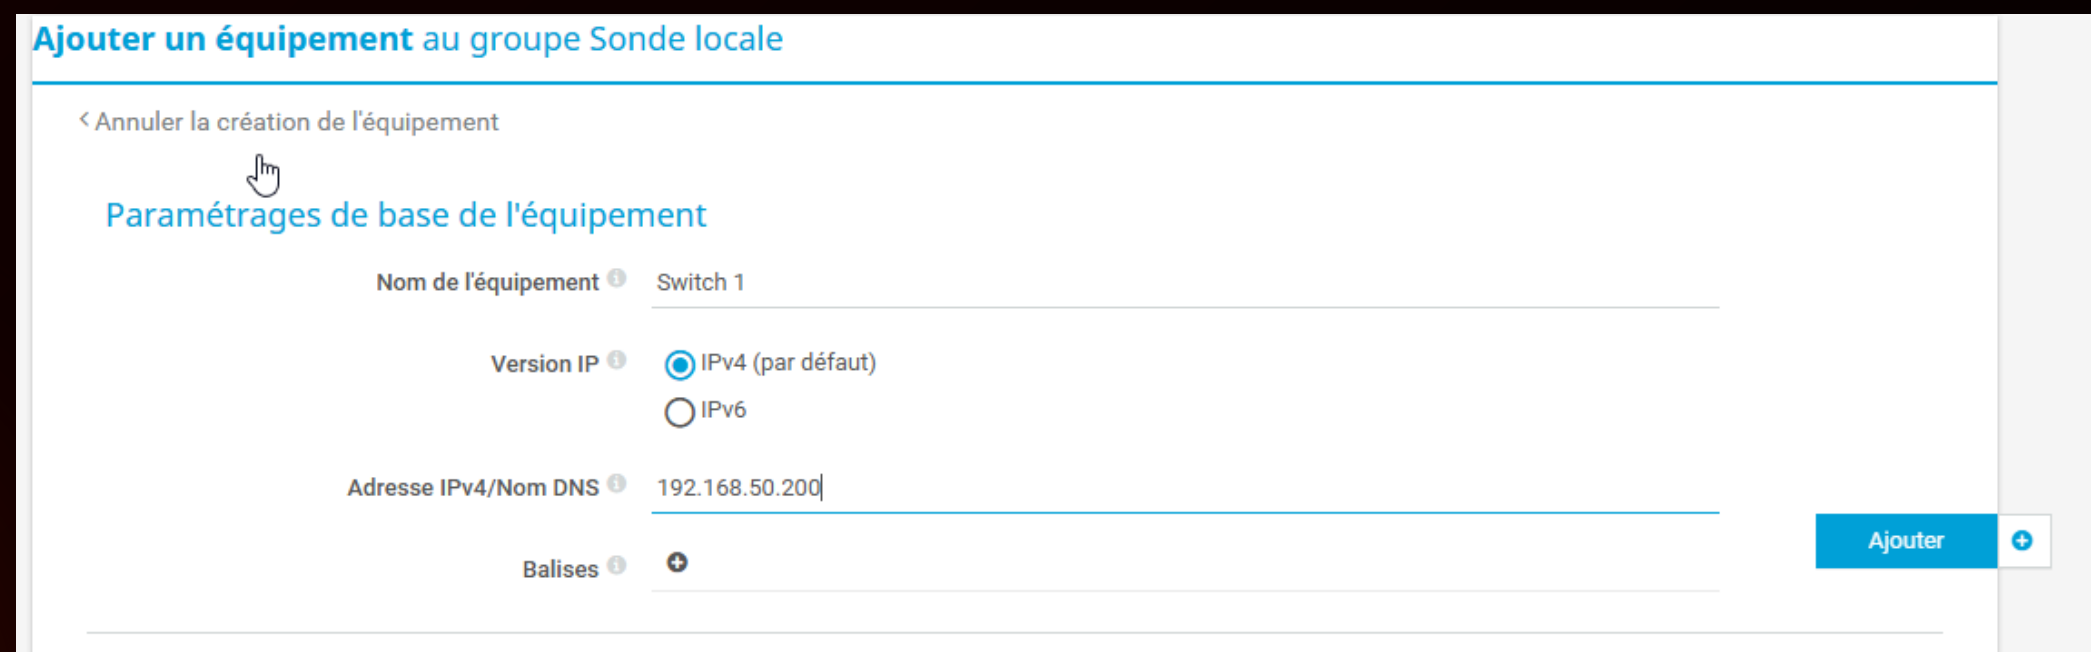 Ajouter un équipement au groupe Sonde locale
< Annuler la création de l'équipement
Paramétrages de base de l'équipement
Nom de l'équipement Switch 1
Version IP IPv4 (par défaut)
IPv6
Adresse IPv4/Nom DNS 192.168.50.200
Ajouter
Balises